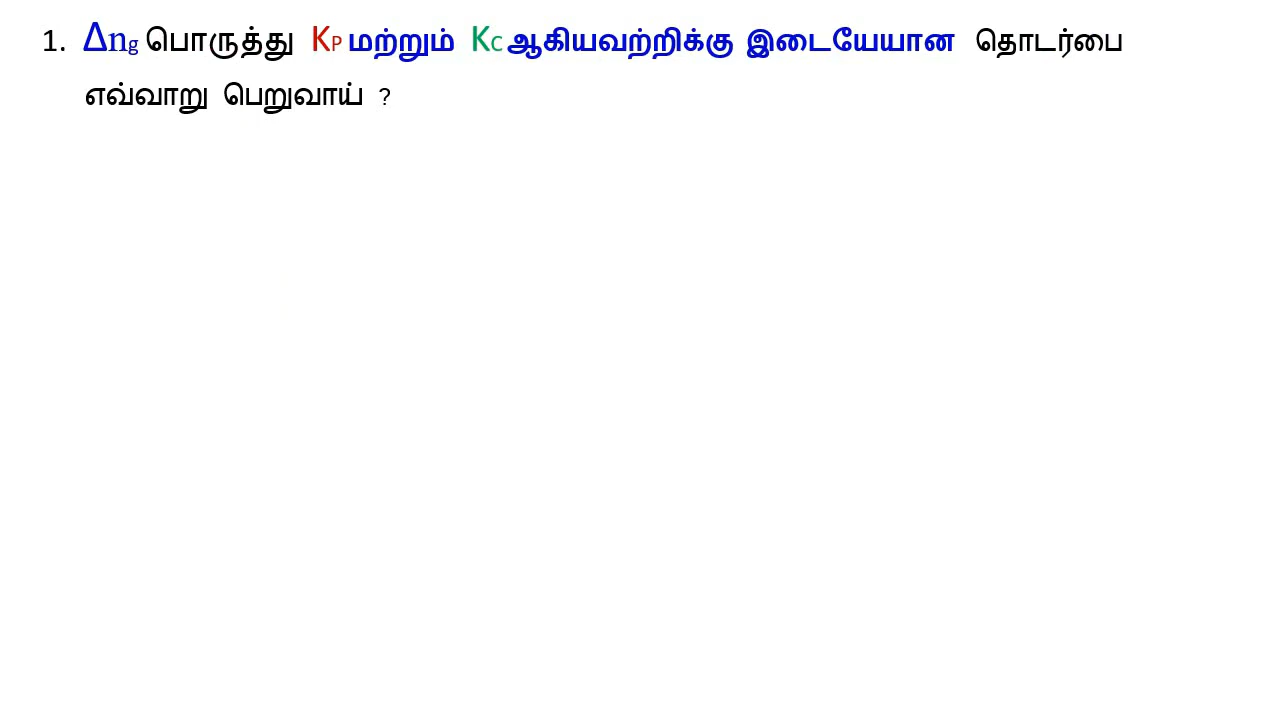 1. Δng பொருத்து KP மற்றும் KC ஆகியவற்றிக்கு இடையேயான தொடர்பை
எவ்வாறு பெறுவாய் ?